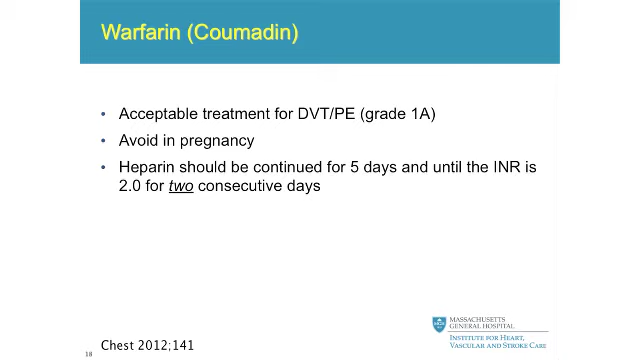 Warfarin (Coumadin)
• Acceptable treatment for DVT/PE (grade 1A)
• Avoid in pregnancy
• Heparin should be continued for 5 days and until the INR is
2.0 for two consecutive days
MASSACHUSETTS
GENERAL HOSPITAL
INSTITUTE FOR HEART,
VASCULAR AND STROKE CARE
Chest 2012;141
18